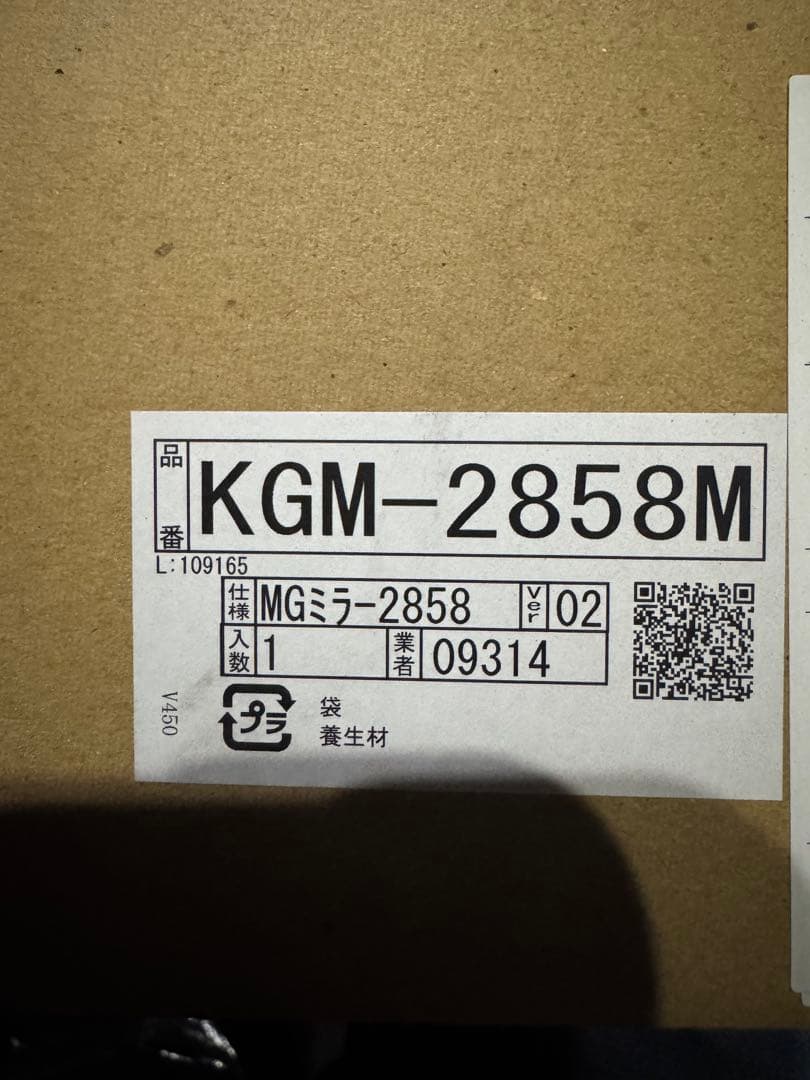 品番 KGM-2858M
L:109165
仕様 MGミラー2858 Ver 02
入数 1 業者 09314
プラ 袋
養生材
V450